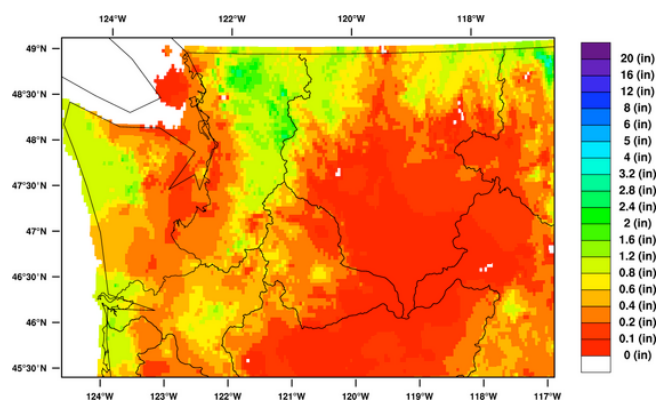 124°W 122°W 120°W 118°W
49°N
48°30'N
48°N
47°30'N
47°N
46°30'N
46°N
45°30'N
124°W 123°W 122°W 121°W 120°W 119°W 118°W 117°W
20 (in)
16 (in)
12 (in)
8 (in)
6 (in)
5 (in)
4 (in)
3.2 (in)
2.8 (in)
2.4 (in)
2 (in)
1.6 (in)
1.2 (in)
0.8 (in)
0.6 (in)
0.4 (in)
0.2 (in)
0.1 (in)
0 (in)